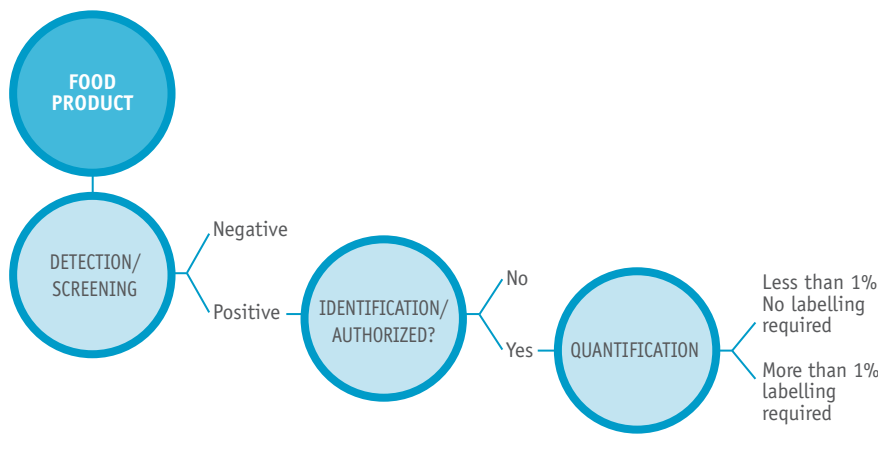 FOOD
PRODUCT
DETECTION/
SCREENING
Negative
Positive
IDENTIFICATION/
AUTHORIZED?
No
Yes
QUANTIFICATION
Less than 1%
No labelling
required
More than 1%
labelling
required